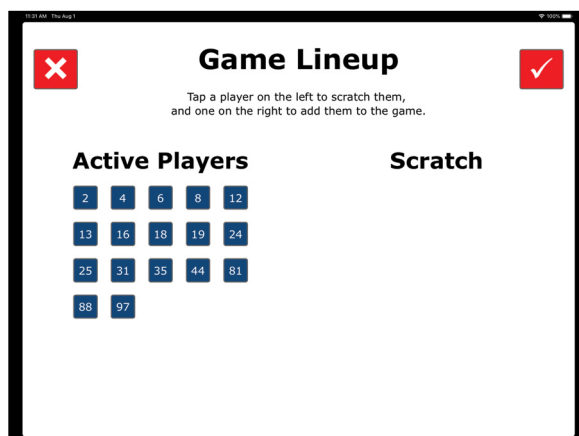 11:31 AM Thu Aug 1
100%
Game Lineup
Tap a player on the left to scratch them,
and one on the right to add them to the game.
Active Players
2 4 6 8 12
13 16 18 19 24
25 31 35 44 81
88 97
Scratch